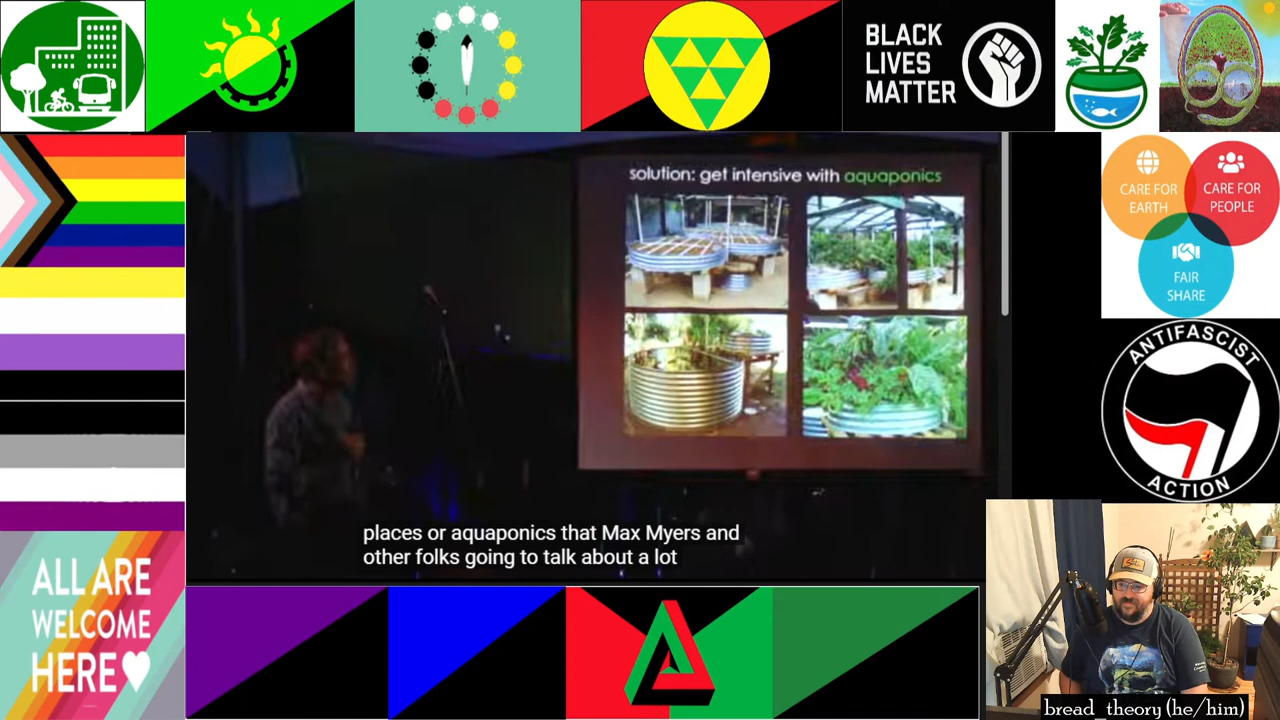 BLACK
LIVES
MATTER
solution: get intensive with aquaponics
CARE FOR
EARTH
CARE FOR
PEOPLE
FAIR
SHARE
ANTIFASCIST
ACTION
places or aquaponics that Max Myers and
other folks going to talk about a lot
ALL ARE
WELCOME
HERE
bread_theory (he/him)